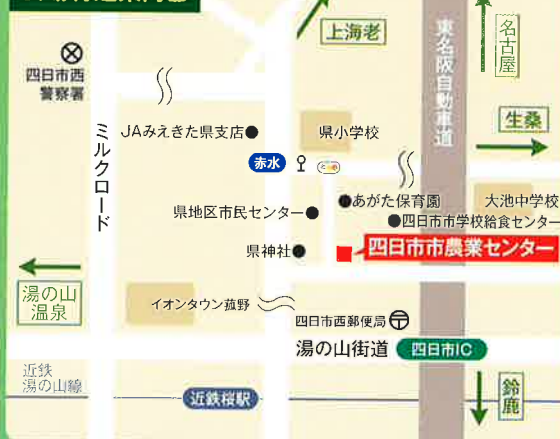 上海老
名古屋
東名阪自動車道
四日市西
警察署
生桑
JAみえきた県支店
県小学校
ミルクロード
赤水
あがた保育園
大池中学校
県地区市民センター
四日市市学校給食センター
県神社
四日市市農業センター
湯の山
温泉
イオンタウン菰野
四日市西郵便局
湯の山街道
四日市IC
近鉄
湯の山線
近鉄桜駅
鈴鹿